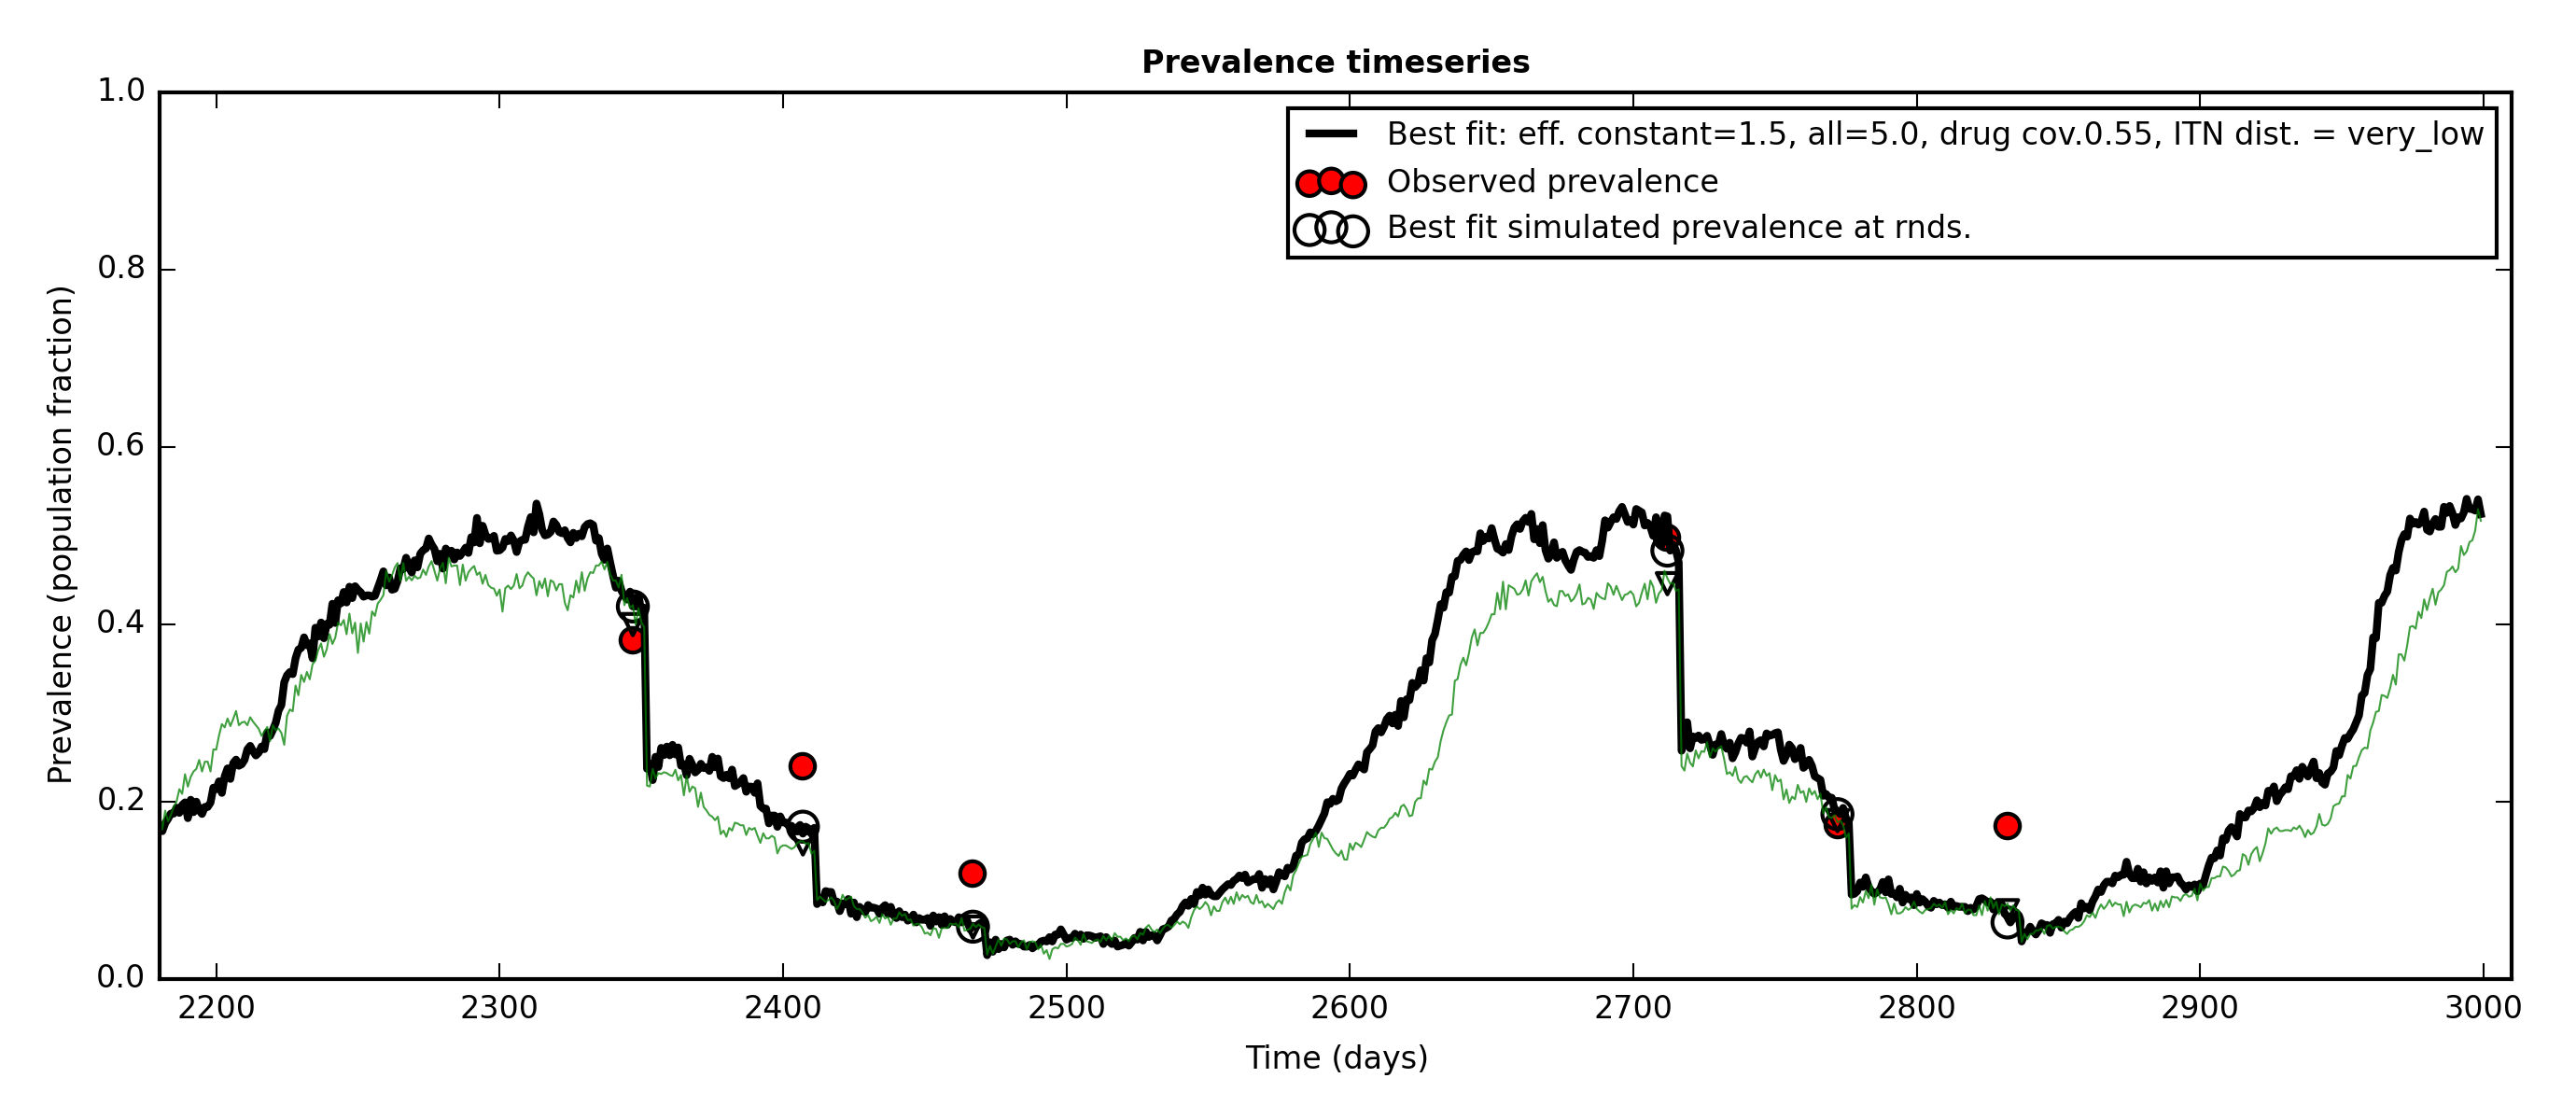 Prevalence timeseries
1.0
0.8
0.6
0.4
0.2
0.0
Prevalence (population fraction)
Best fit: eff. constant=1.5, all=5.0, drug cov.0.55, ITN dist. = very_low
Observed prevalence
Best fit simulated prevalence at rnds.
2200 2300 2400 2500 2600 2700 2800 2900 3000
Time (days)